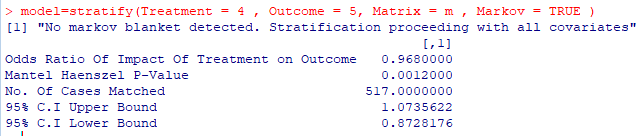 > model=stratify(Treatment = 4 , Outcome = 5, Matrix = m , Markov = TRUE )
[1] "No markov blanket detected. Stratification proceeding with all covariates"
[,1]
Odds Ratio Of Impact Of Treatment on Outcome 0.9680000
Mantel Haenszel P-Value 0.0012000
No. Of Cases Matched 517.0000000
95% C.I Upper Bound 1.0735622
95% C.I Lower Bound 0.8728176